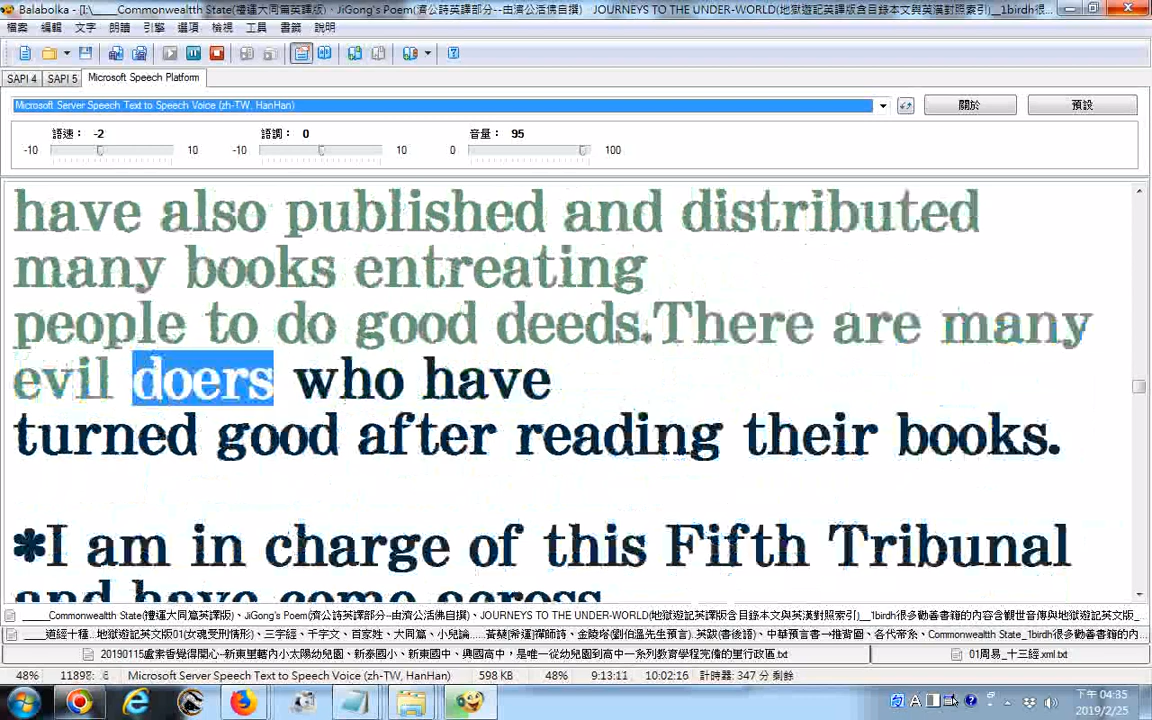 Balabolka - [I:\____Commonwealth State(禮運大同篇英譯版)、JiGong's Poem(濟公詩英譯部分--由濟公活佛自撰) JOURNEYS TO THE UNDER-WORLD(地獄遊記英譯版含目錄本文與英漢對照索引)__1birdh很...
檔案 編輯 文字 朗讀 引擎 選項 檢視 工具 書籤 說明
SAPI 4 SAPI 5 Microsoft Speech Platform
Microsoft Server Speech Text to Speech Voice (zh-TW, HanHan) 關於 預設
語速： -2 語調： 0 音量： 95
-10 10 -10 10 0 100
have also published and distributed
many books entreating
people to do good deeds.There are many
evil doers who have
turned good after reading their books.
*I am in charge of this Fifth Tribunal
and have come across
____Commonwealth State(禮運大同篇英譯版)、JiGong's Poem(濟公詩英譯部分--由濟公活佛自撰)、JOURNEYS TO THE UNDER-WORLD(地獄遊記英譯版含目錄本文與英漢對照索引)__1birdh很多勸善書籍的內容含觀世音傳與地獄遊記英文版...
20190115盧素香覺得開心--新東里轄內小太陽幼兒園、新泰國小、新東國中、興國高中，是唯一從幼兒園到高中一系列教育學程完備的里行政區.txt 01周易_十三經.xml.txt
48% Microsoft Server Speech Text to Speech Voice (zh-TW, HanHan) 598 KB 48% 9:13:11 10:02:16 計時器： 347 分 剩餘
下午 04:35
2019/2/25